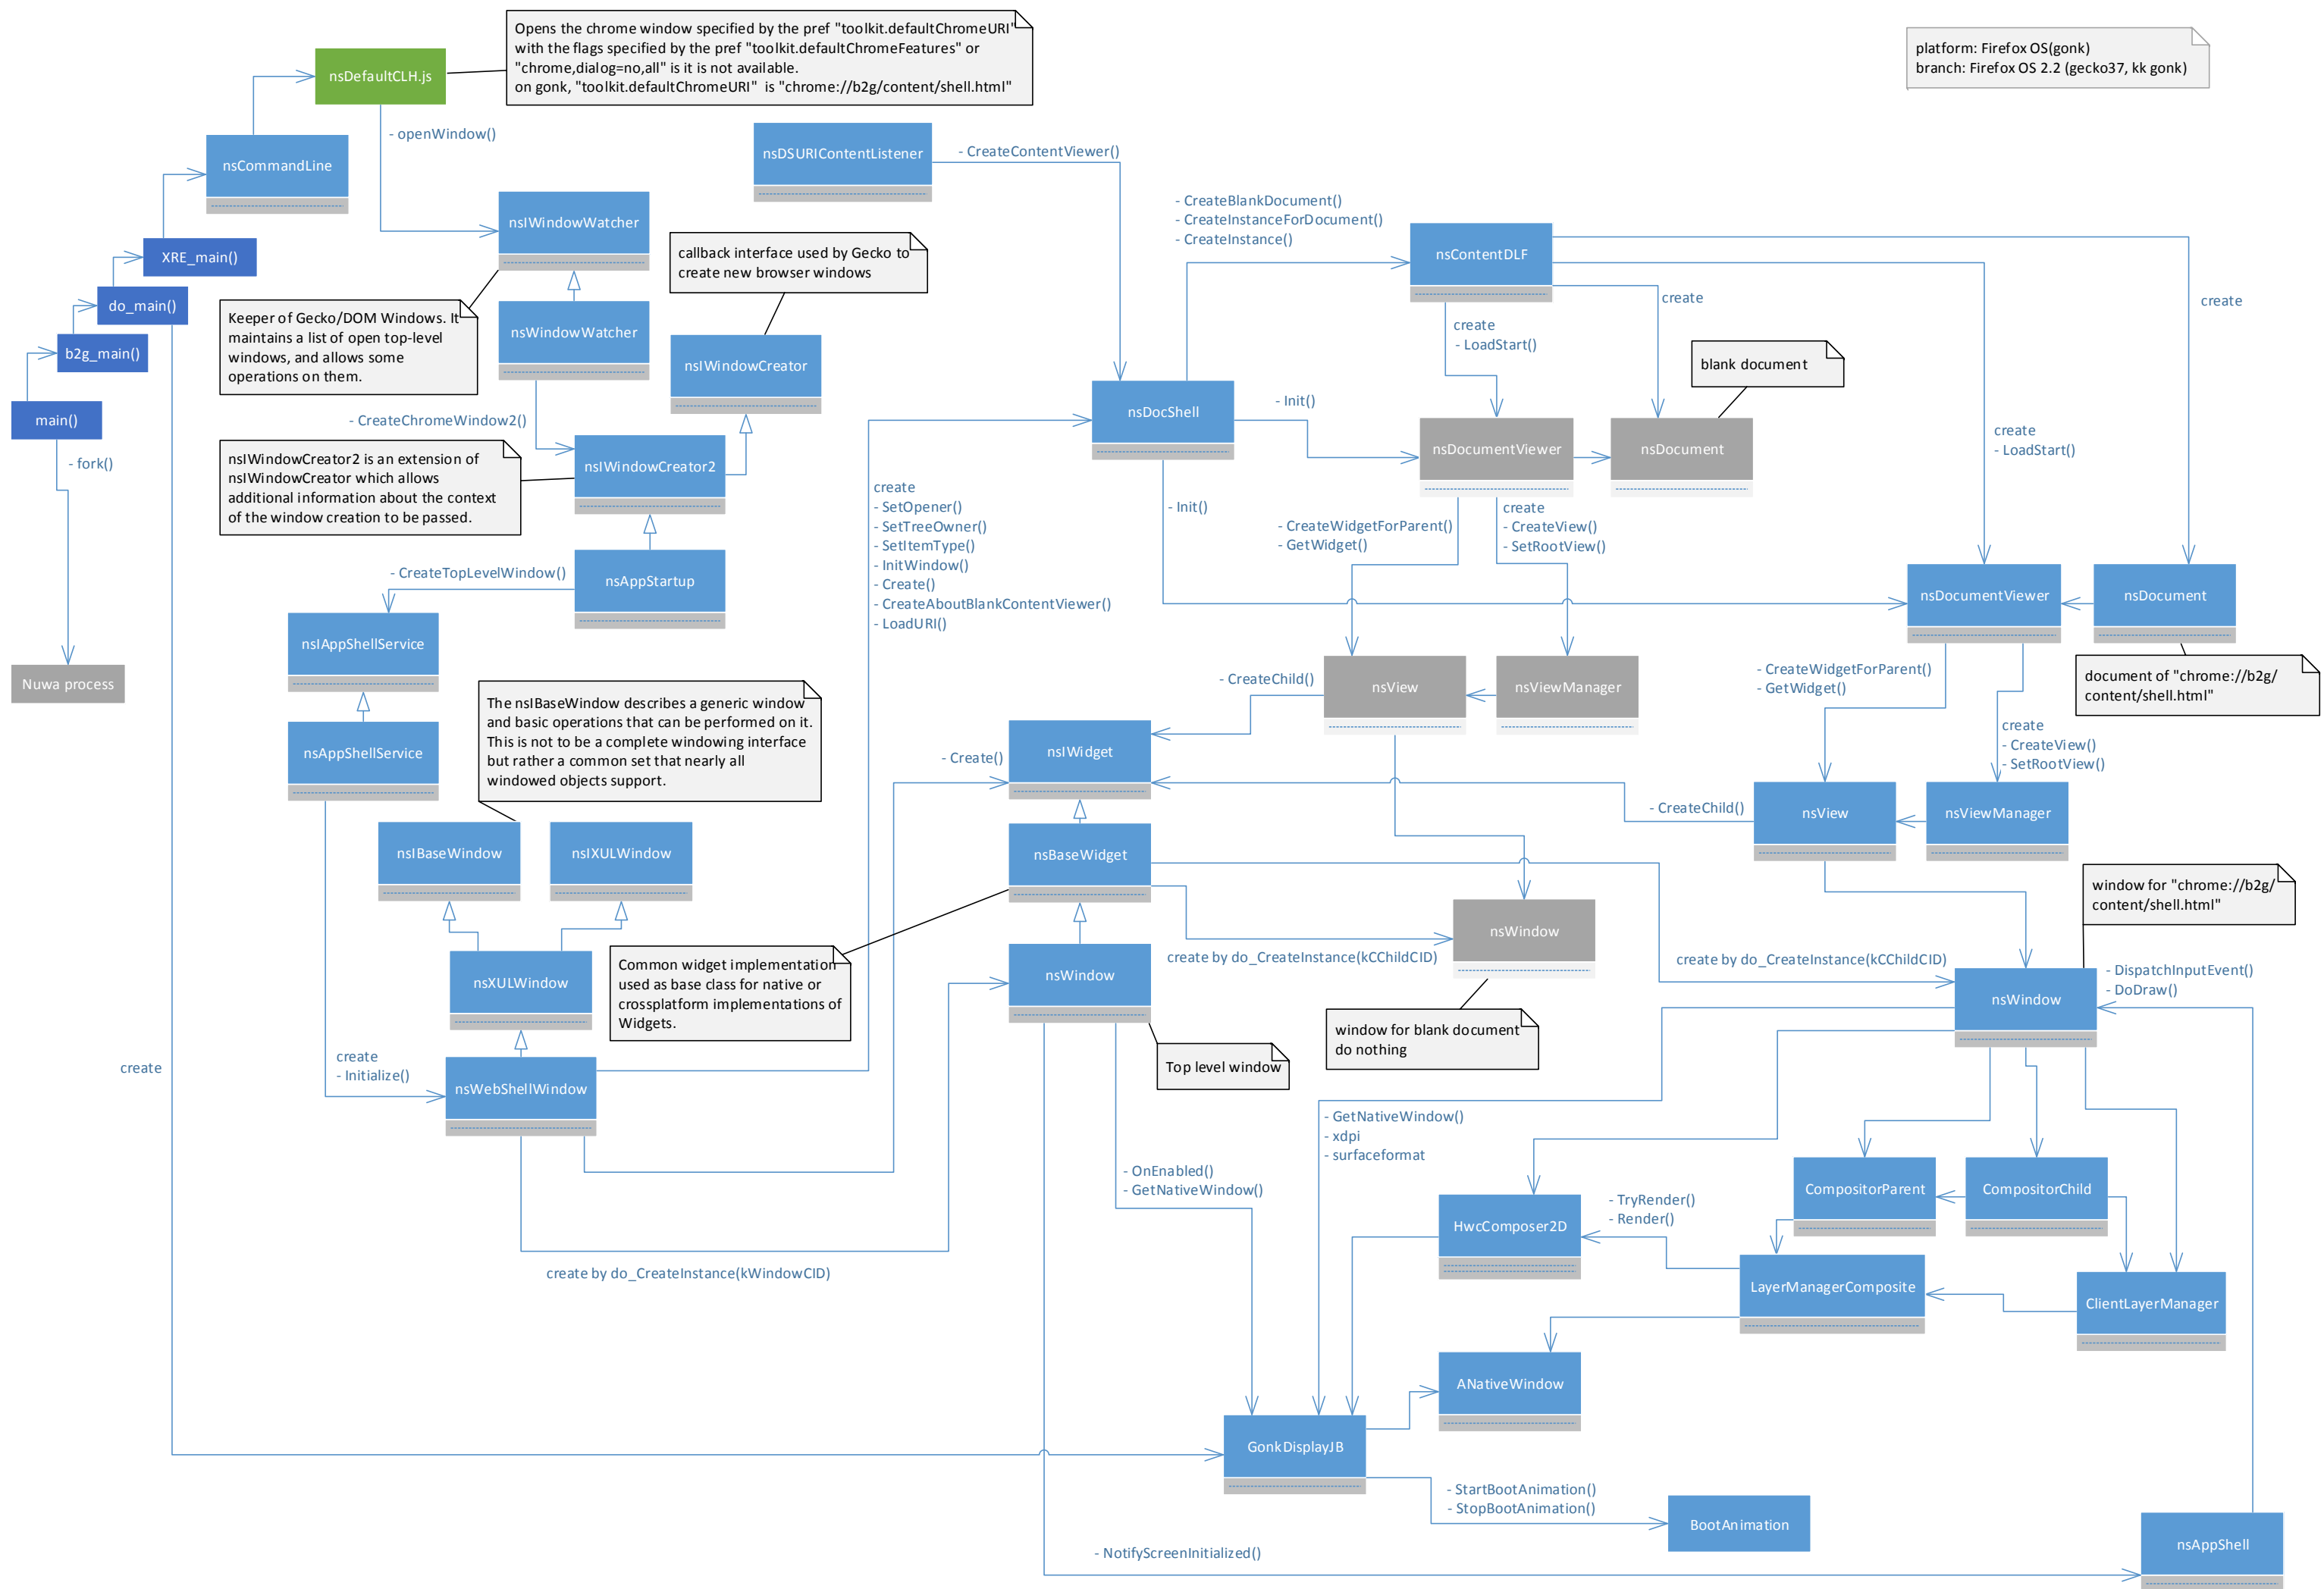 Opens the chrome window specified by the pref "toolkit.defaultChromeURI"
with the flags specified by the pref "toolkit.defaultChromeFeatures" or
"chrome,dialog=no,all" is it is not available.
on gonk, "toolkit.defaultChromeURI" is "chrome://b2g/content/shell.html"
platform: Firefox OS(gonk)
branch: Firefox OS 2.2 (gecko37, kk gonk)
nsDefaultCLH.js
- openWindow()
nsCommandLine
XRE_main()
do_main()
b2g_main()
main()
- fork()
Nuwa process
nsDSURIContentListener
- CreateContentViewer()
nsIWindowWatcher
callback interface used by Gecko to
create new browser windows
Keeper of Gecko/DOM Windows. It
maintains a list of open top-level
windows, and allows some
operations on them.
nsWindowWatcher
nsIWindowCreator
- CreateChromeWindow2()
nsIWindowCreator2 is an extension of
nsIWindowCreator which allows
additional information about the context
of the window creation to be passed.
nsIWindowCreator2
nsAppStartup
- CreateTopLevelWindow()
nsIAppShellService
nsAppShellService
The nsIBaseWindow describes a generic window
and basic operations that can be performed on it.
This is not to be a complete windowing interface
but rather a common set that nearly all
windowed objects support.
nsIBaseWindow
nsIXULWindow
nsXULWindow
create
- Initialize()
nsWebShellWindow
create
create by do_CreateInstance(kWindowCID)
- CreateBlankDocument()
- CreateInstanceForDocument()
- CreateInstance()
nsContentDLF
create
create
create
- LoadStart()
blank document
nsDocShell
- Init()
nsDocumentViewer
nsDocument
create
- LoadStart()
- Init()
create
- SetOpener()
- SetTreeOwner()
- SetItemType()
- InitWindow()
- Create()
- CreateAboutBlankContentViewer()
- LoadURI()
- CreateWidgetForParent()
- GetWidget()
create
- CreateView()
- SetRootView()
nsDocumentViewer
nsDocument
document of "chrome://b2g/
content/shell.html"
- CreateChild()
nsView
nsViewManager
- CreateWidgetForParent()
- GetWidget()
create
- CreateView()
- SetRootView()
- Create()
nsIWidget
- CreateChild()
nsView
nsViewManager
nsBaseWidget
window for "chrome://b2g/
content/shell.html"
Common widget implementation
used as base class for native or
crossplatform implementations of
Widgets.
nsWindow
create by do_CreateInstance(kCChildCID)
nsWindow
window for blank document
do nothing
Top level window
create by do_CreateInstance(kCChildCID)
nsWindow
- DispatchInputEvent()
- DoDraw()
- GetNativeWindow()
- xdpi
- surfaceformat
- OnEnabled()
- GetNativeWindow()
HwcComposer2D
- TryRender()
- Render()
CompositorParent
CompositorChild
LayerManagerComposite
ClientLayerManager
ANativeWindow
GonkDisplayJB
- StartBootAnimation()
- StopBootAnimation()
BootAnimation
- NotifyScreenInitialized()
nsAppShell